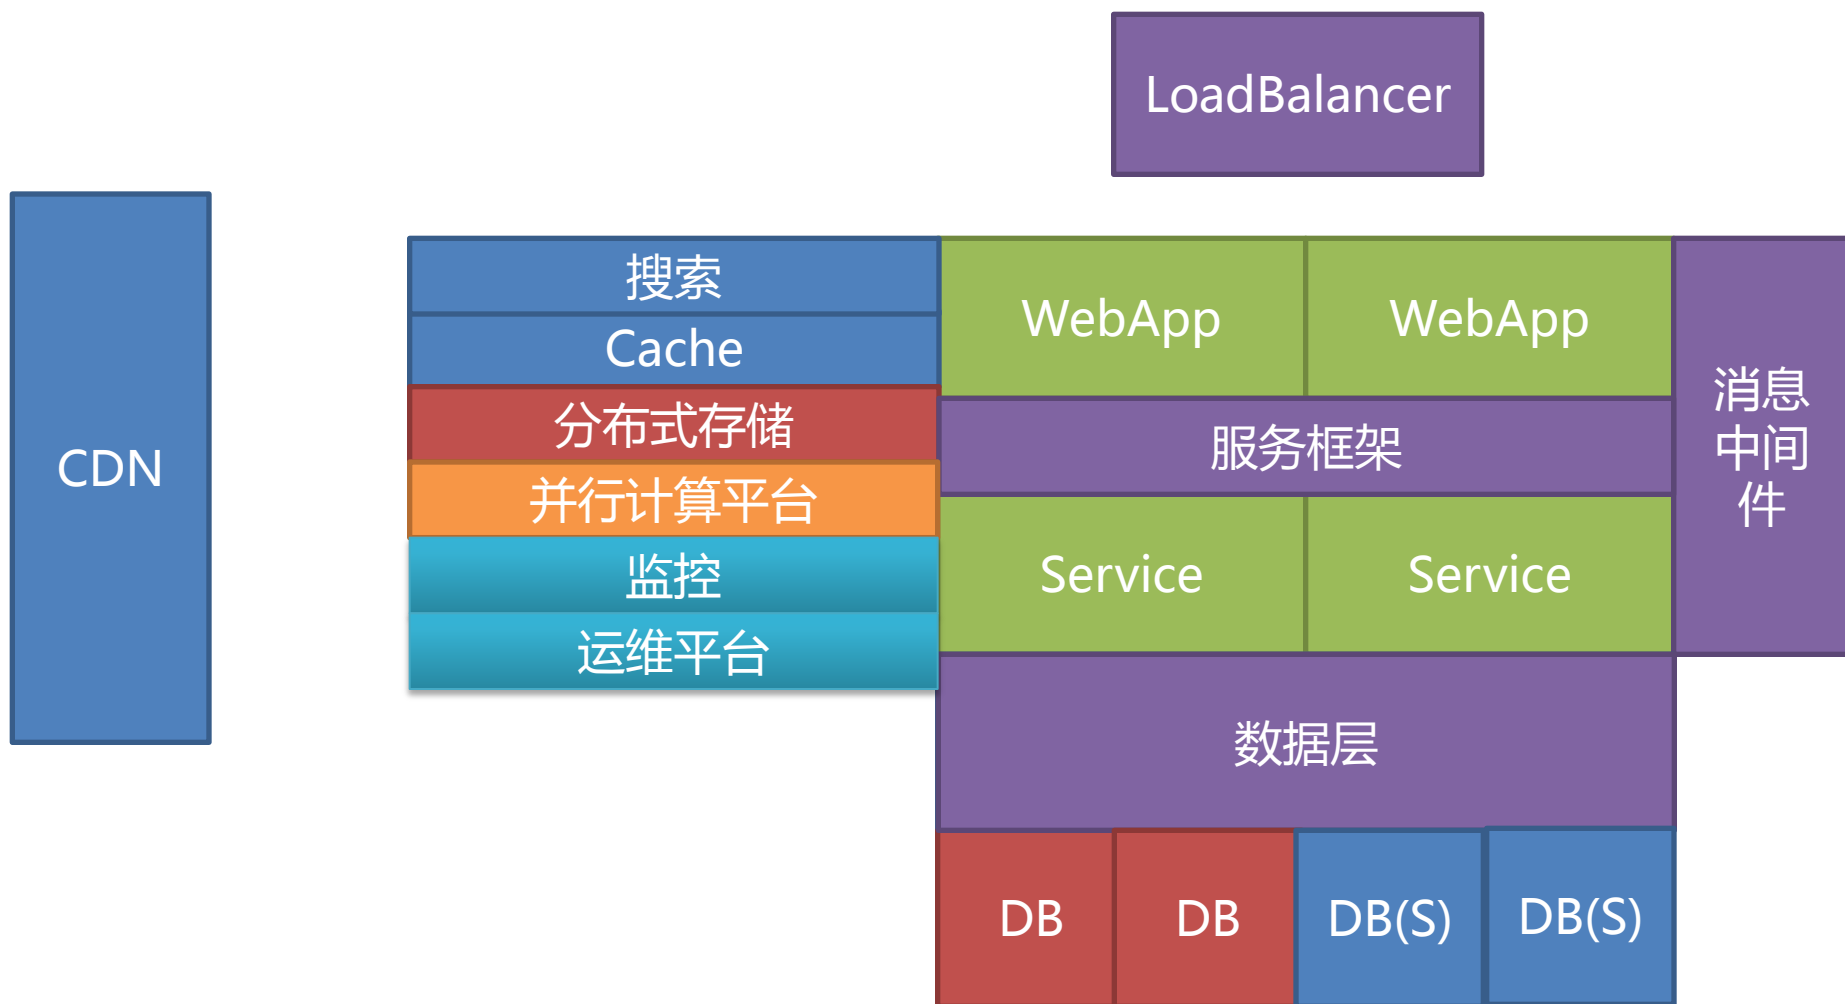 LoadBalancer
CDN
搜索
Cache
分布式存储
并行计算平台
监控
运维平台
WebApp
WebApp
服务框架
Service
Service
消息
中间
件
数据层
DB
DB
DB(S)
DB(S)